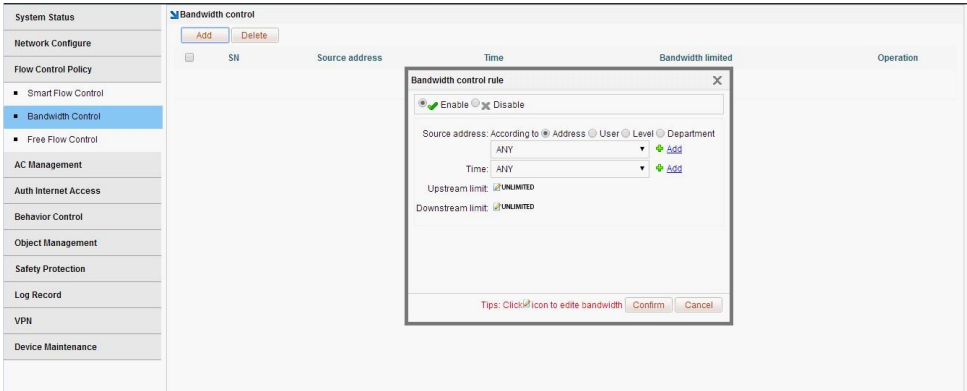 System Status
Network Configure
Flow Control Policy
Smart Flow Control
Bandwidth Control
Free Flow Control
AC Management
Auth Internet Access
Behavior Control
Object Management
Safety Protection
Log Record
VPN
Device Maintenance
Bandwidth control
Add Delete
SN Source address Time Bandwidth limited Operation
Bandwidth control rule
Enable Disable
Source address: According to Address User Level Department
ANY Add
Time: ANY Add
Upstream limit: UNLIMITED
Downstream limit: UNLIMITED
Tips: Click icon to edite bandwidth Confirm Cancel